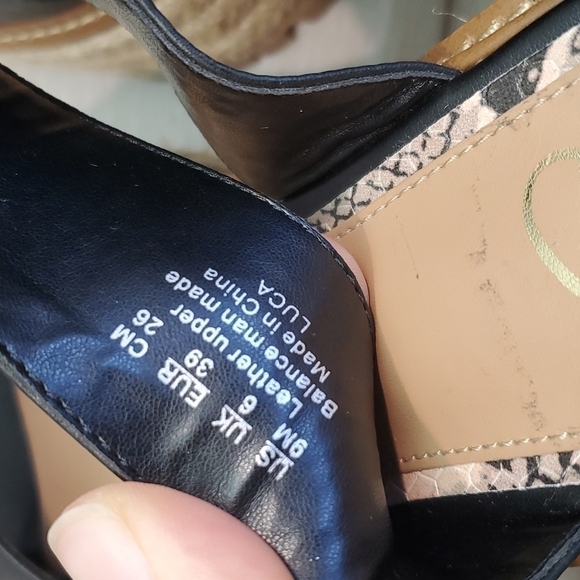 US UK EUR CM
9M 6 39 26
Leather upper
Balance man made
Made in China
LUCA